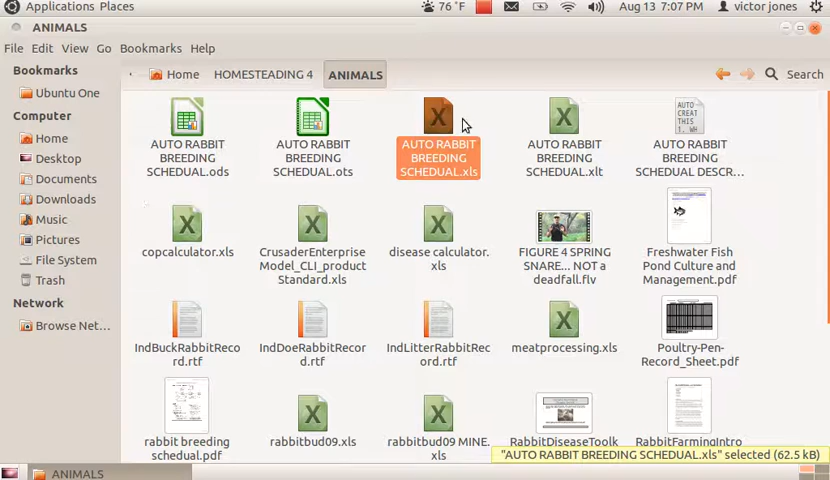 Applications Places
76 °F
Aug 13 7:07 PM
victor jones
ANIMALS
File Edit View Go Bookmarks Help
Bookmarks
Ubuntu One
Computer
Home
Desktop
Documents
Downloads
Music
Pictures
File System
Trash
Network
Browse Net...
Home
HOMESTEADING 4
ANIMALS
Search
AUTO RABBIT
BREEDING
SCHEDUAL.ods
AUTO RABBIT
BREEDING
SCHEDUAL.ots
AUTO RABBIT
BREEDING
SCHEDUAL.xls
AUTO RABBIT
BREEDING
SCHEDUAL.xlt
AUTO
CREAT
THIS
1. WH
AUTO RABBIT
BREEDING
SCHEDUAL DESCR...
copcalculator.xls
CrusaderEnterprise
Model_CLI_product
Standard.xls
disease calculator.
xls
FIGURE 4 SPRING
SNARE... NOT a
deadfall.flv
Freshwater Fish
Pond Culture and
Management.pdf
IndBuckRabbitReco
rd.rtf
IndDoeRabbitRecor
d.rtf
IndLitterRabbitRec
ord.rtf
meatprocessing.xls
Poultry-Pen-
Record_Sheet.pdf
rabbit breeding
schedual.pdf
rabbitbud09.xls
rabbitbud09 MINE.
xls
RabbitDiseaseToolk
RabbitFarmingIntro
"AUTO RABBIT BREEDING SCHEDUAL.xls" selected (62.5 kB)
ANIMALS